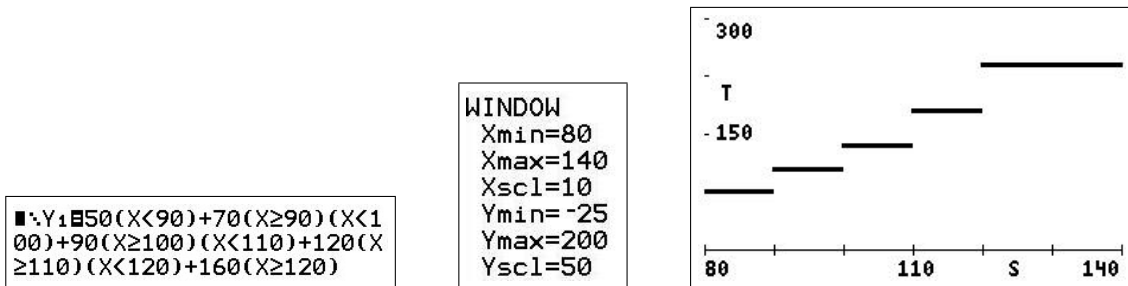 ■⋱Y₁=50(X<90)+70(X≥90)(X<1
00)+90(X≥100)(X<110)+120(X
≥110)(X<120)+160(X≥120)
WINDOW
Xmin=80
Xmax=140
Xscl=10
Ymin=-25
Ymax=200
Yscl=50
300
T
150
80 110 S 140